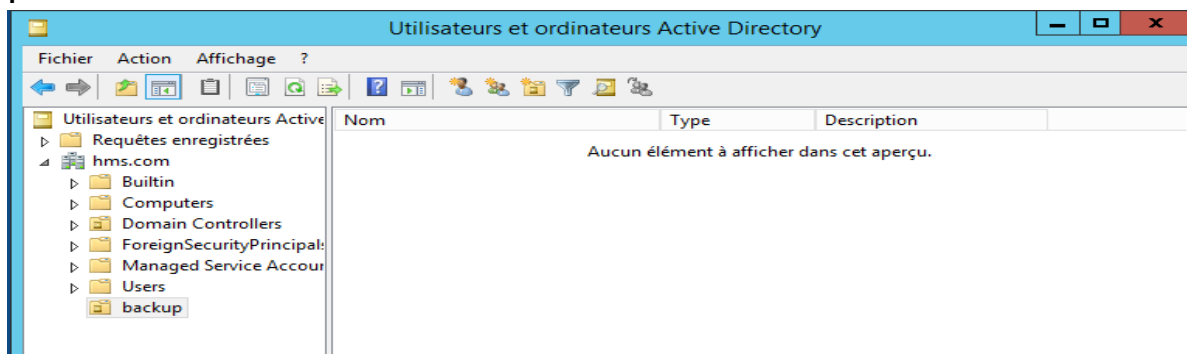 Utilisateurs et ordinateurs Active Directory
Fichier Action Affichage ?
Utilisateurs et ordinateurs Active
Requêtes enregistrées
hms.com
Builtin
Computers
Domain Controllers
ForeignSecurityPrincipals
Managed Service Accoun
Users
backup
Nom Type Description
Aucun élément à afficher dans cet aperçu.